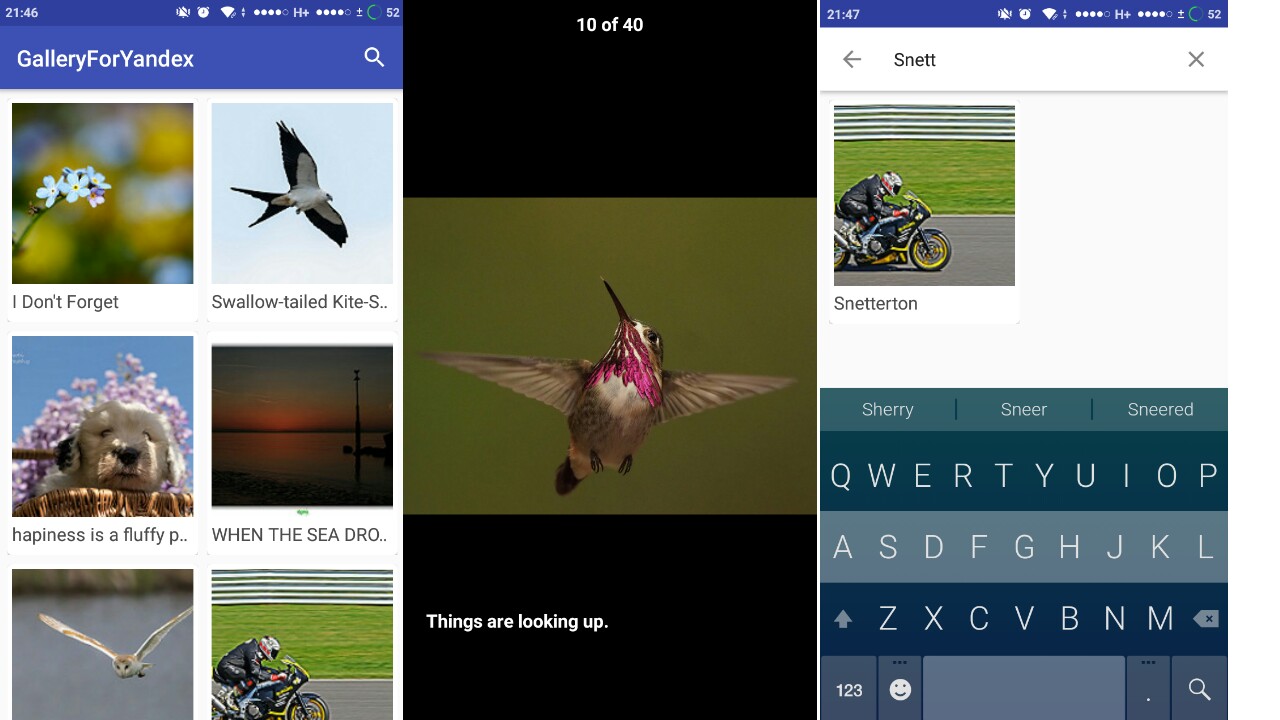 21:46
H+
± 52
GalleryForYandex
I Don't Forget
Swallow-tailed Kite-S..
hapiness is a fluffy p..
WHEN THE SEA DRO..
10 of 40
Things are looking up.
21:47
H+
± 52
Snett
Snetterton
Sherry Sneer Sneered
Q W E R T Y U I O P
A S D F G H J K L
Z X C V B N M
123 .